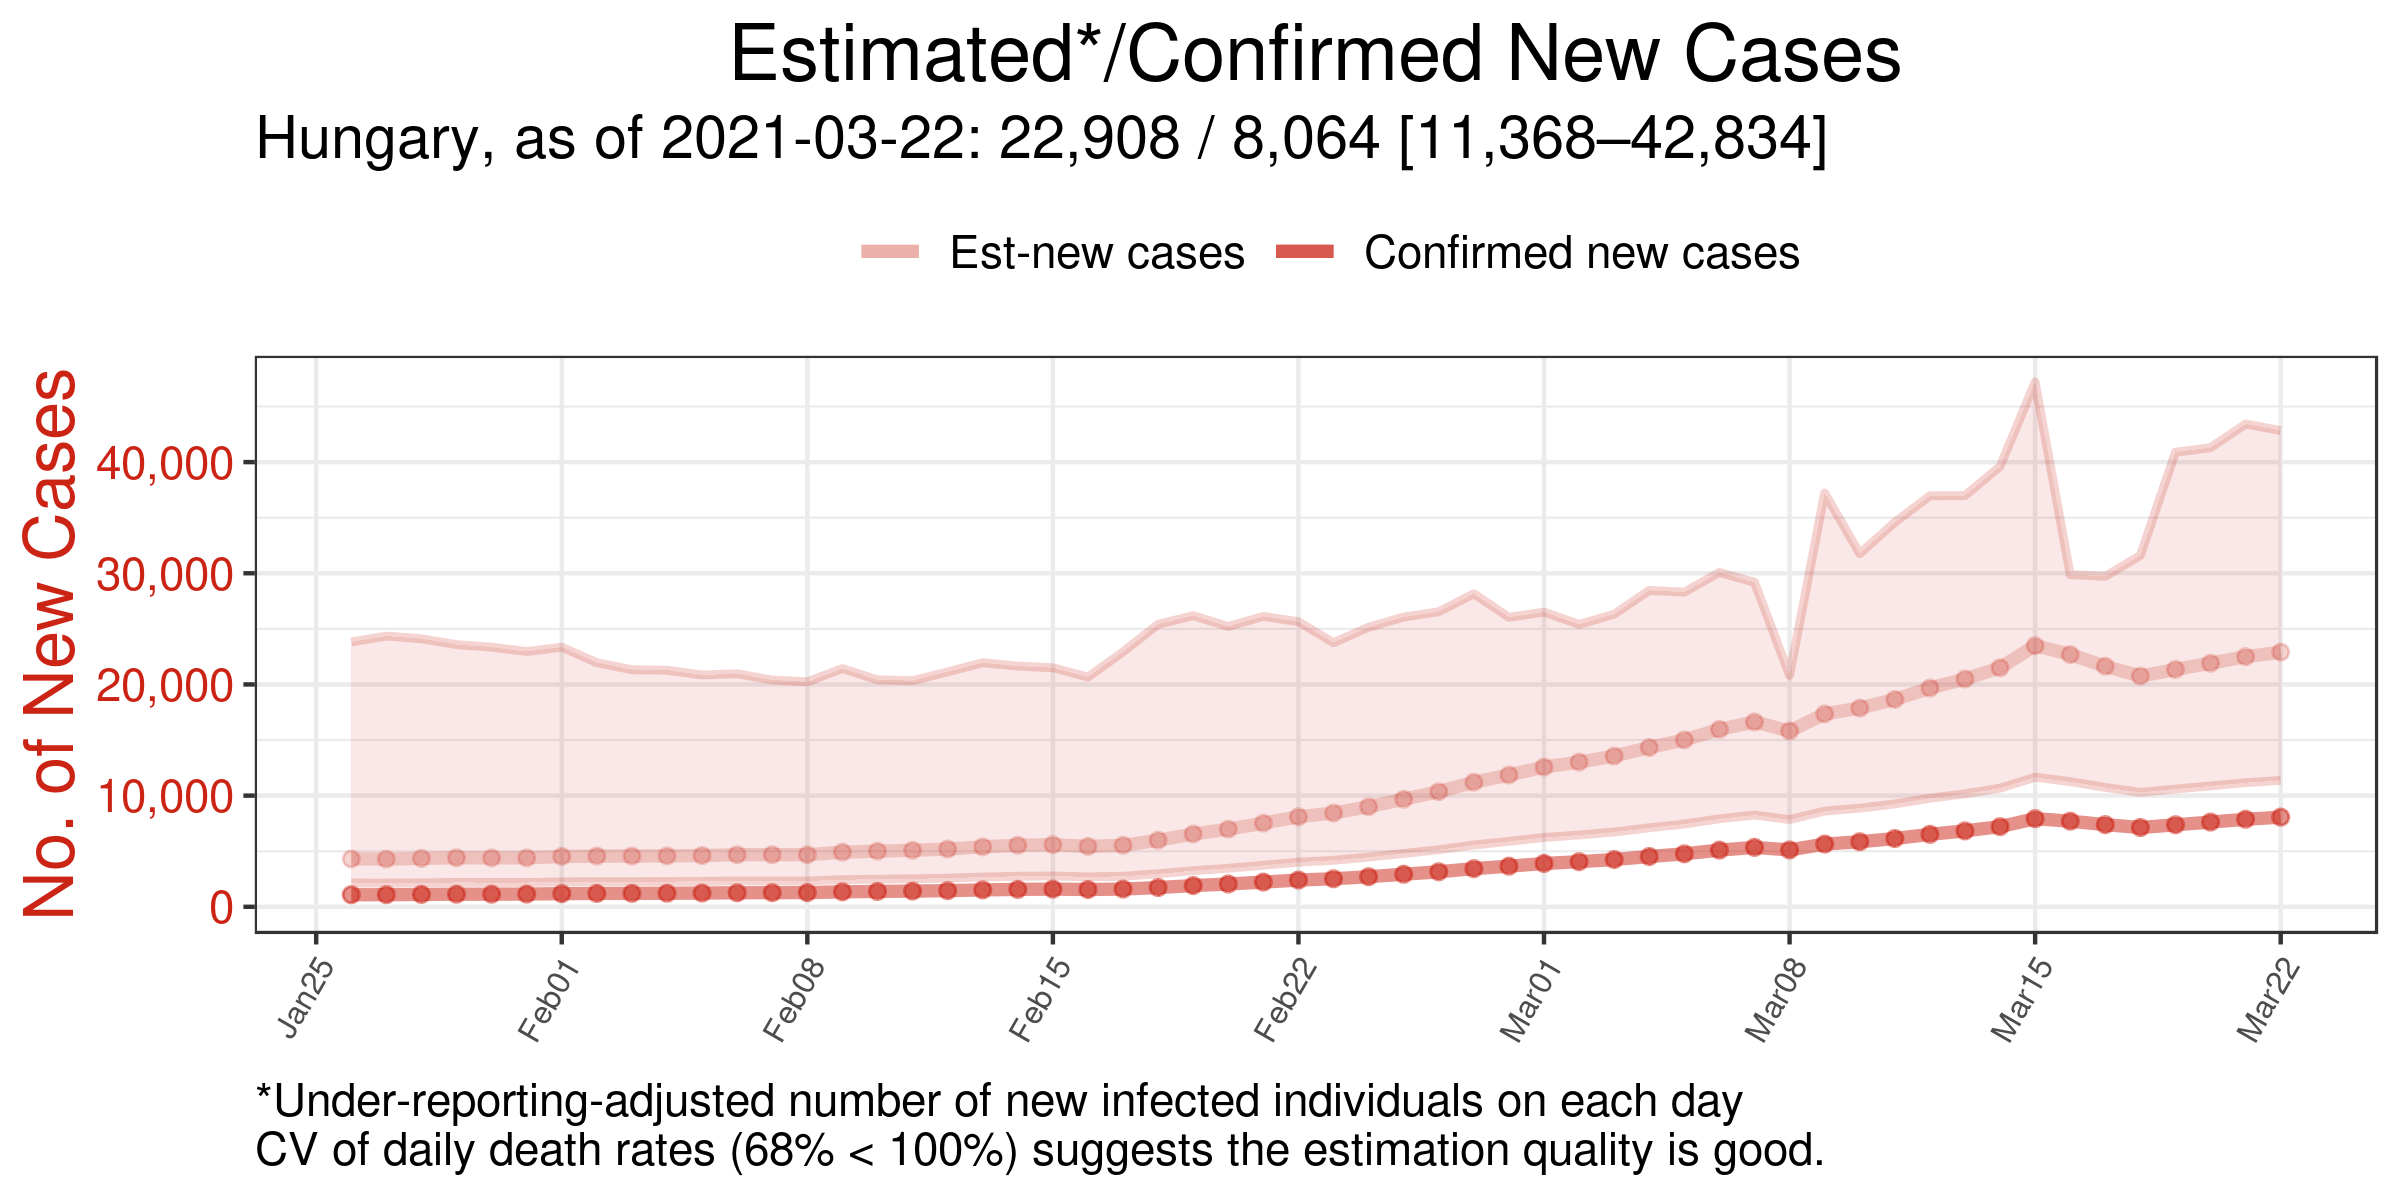 Estimated*/Confirmed New Cases
Hungary, as of 2021-03-22: 22,908 / 8,064 [11,368–42,834]
Est-new cases
Confirmed new cases
No. of New Cases
40,000
30,000
20,000
10,000
0
Jan25
Feb01
Feb08
Feb15
Feb22
Mar01
Mar08
Mar15
Mar22
*Under-reporting-adjusted number of new infected individuals on each day
CV of daily death rates (68% < 100%) suggests the estimation quality is good.